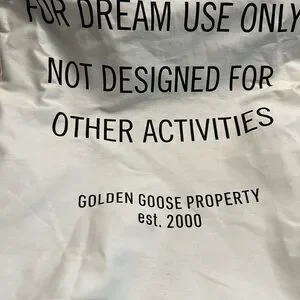 FOR DREAM USE ONLY
NOT DESIGNED FOR
OTHER ACTIVITIES
GOLDEN GOOSE PROPERTY
est. 2000